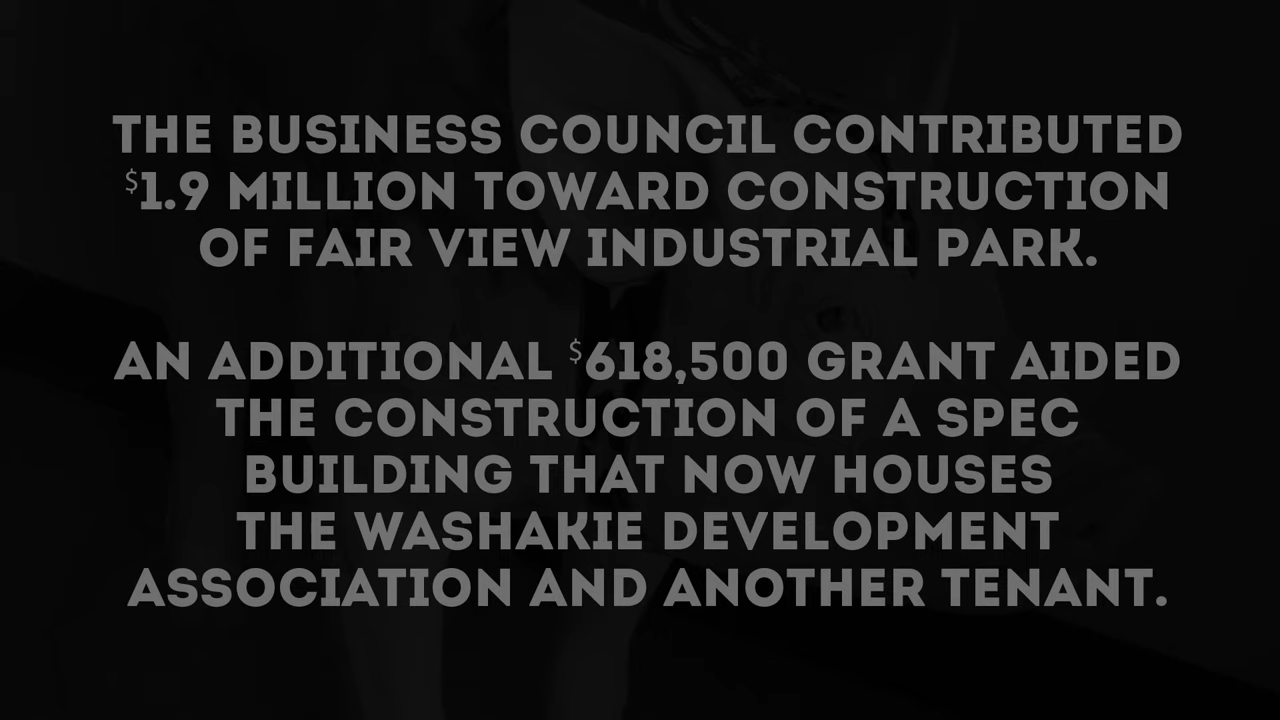 THE BUSINESS COUNCIL CONTRIBUTED
$1.9 MILLION TOWARD CONSTRUCTION
OF FAIR VIEW INDUSTRIAL PARK.
AN ADDITIONAL $618,500 GRANT AIDED
THE CONSTRUCTION OF A SPEC
BUILDING THAT NOW HOUSES
THE WASHAKIE DEVELOPMENT
ASSOCIATION AND ANOTHER TENANT.